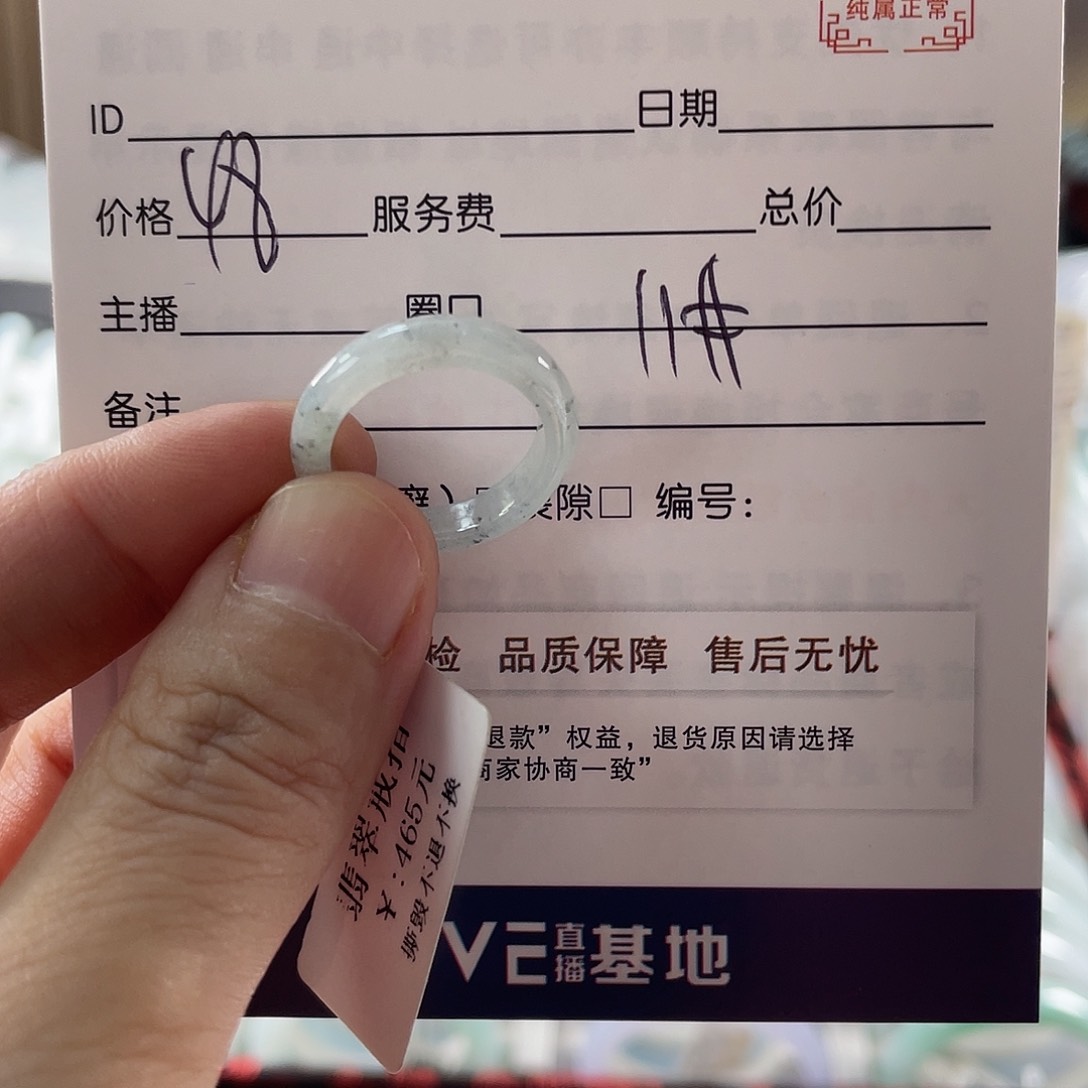 纯属正常
ID 日期
价格 48 服务费 总价
主播 圈口 11#
备注
隙□ 编号：
检 品质保障 售后无忧
退款”权益，退货原因请选择
商家协商一致”
翡翠戒指
￥:465元
撕毁不退不换
VE 直播 基地